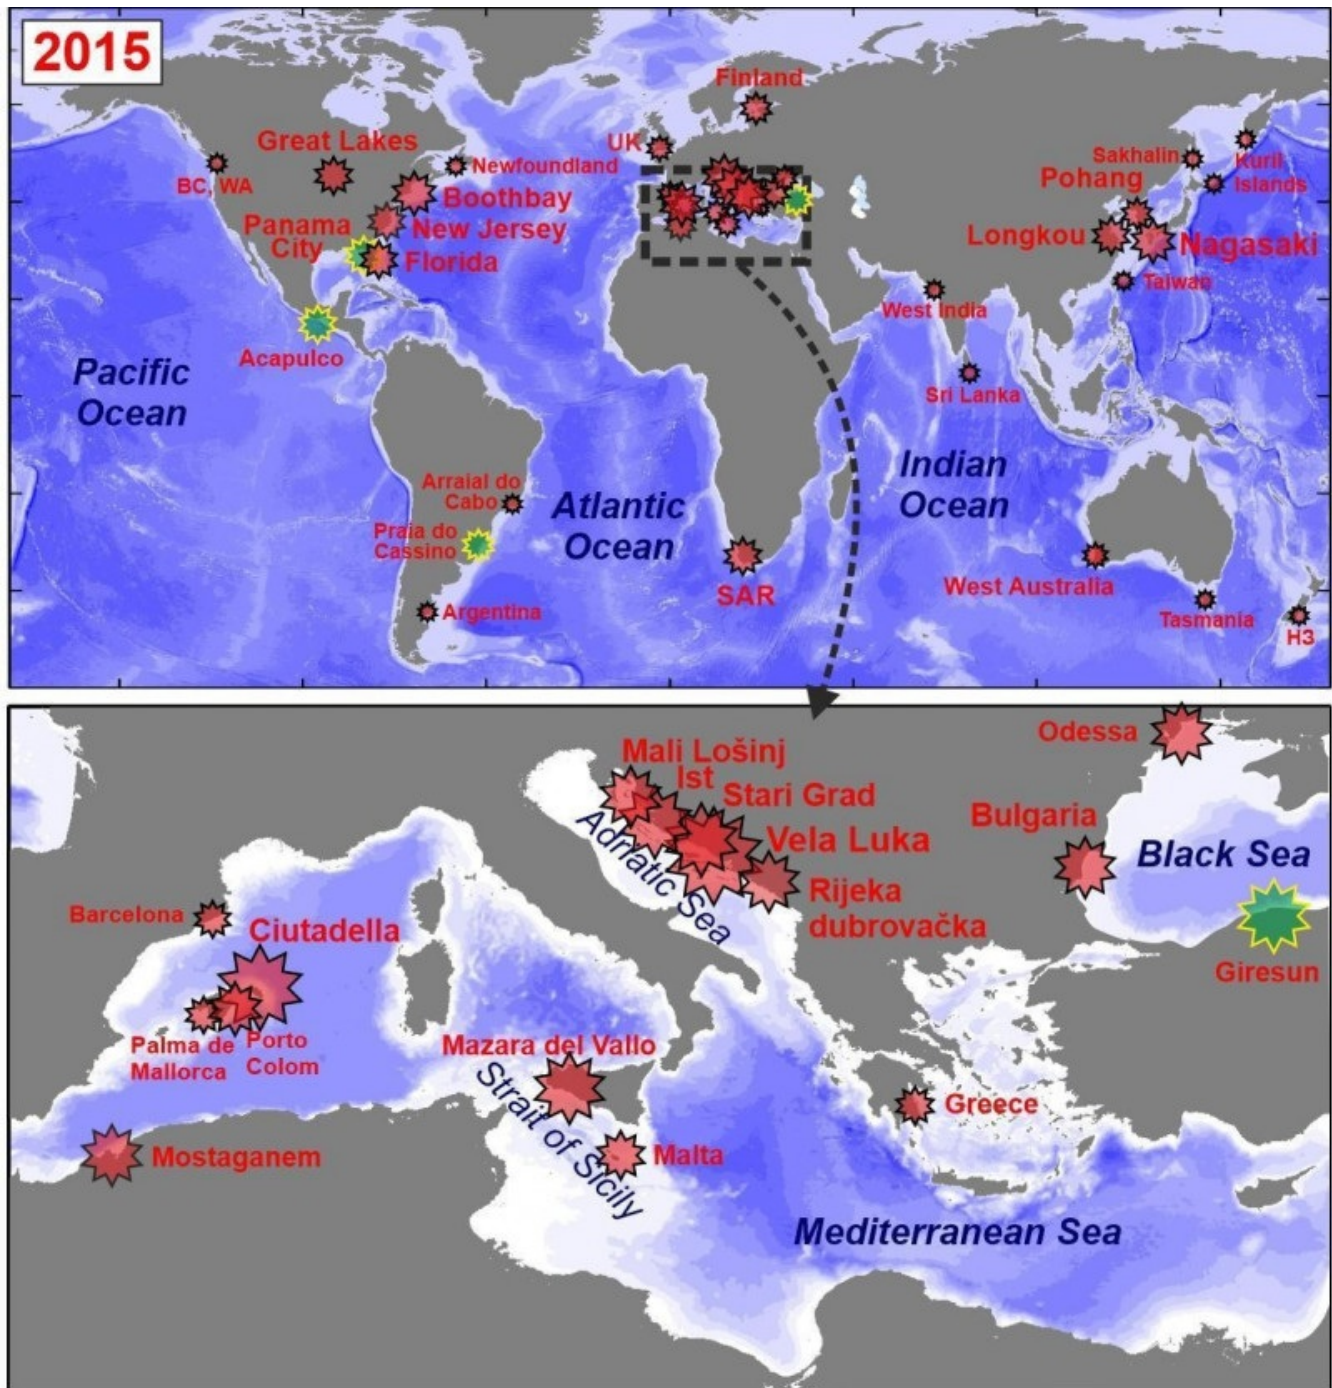 2015
Finland
UK
Great Lakes
Newfoundland
BC, WA
Boothbay
Panama
City
New Jersey
Florida
Acapulco
Pacific
Ocean
Arraial do
Cabo
Praia do
Cassino
Argentina
Atlantic
Ocean
SAR
Sakhalin
Kuril
Islands
Pohang
Longkou
Nagasaki
Taiwan
West India
Sri Lanka
Indian
Ocean
West Australia
Tasmania
H3
Mali Lošinj
Ist
Stari Grad
Vela Luka
Rijeka
dubrovačka
Adriatic Sea
Odessa
Bulgaria
Black Sea
Giresun
Barcelona
Ciutadella
Palma de
Mallorca
Porto
Colom
Mazara del Vallo
Strait of Sicily
Malta
Greece
Mostaganem
Mediterranean Sea